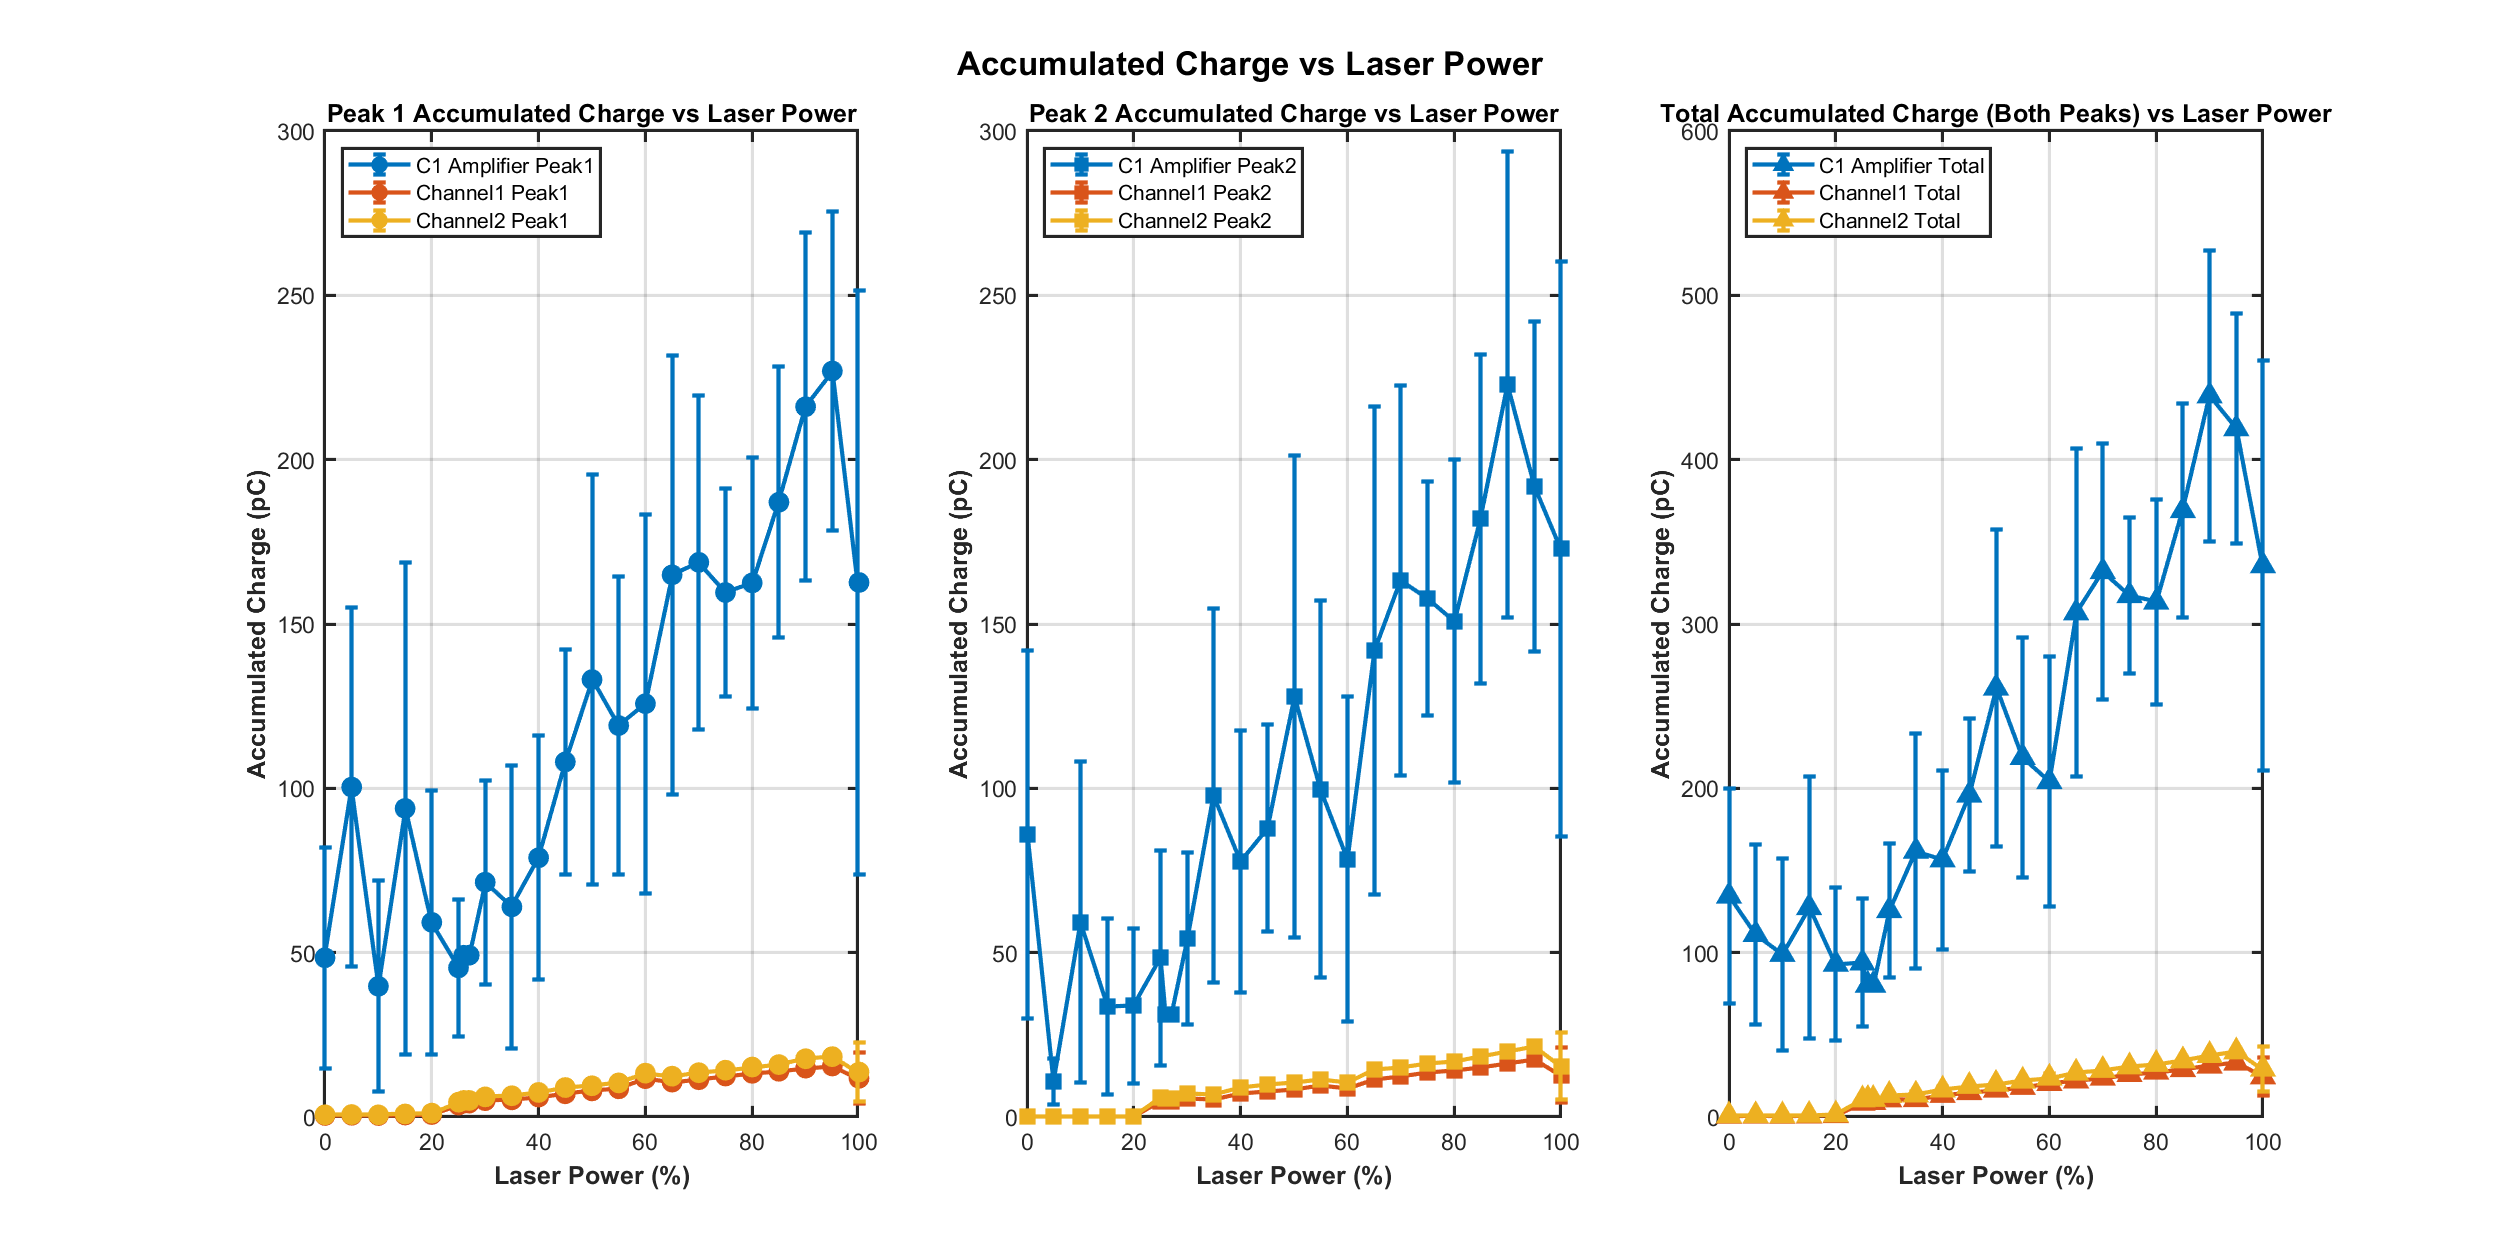 Accumulated Charge vs Laser Power
Peak 1 Accumulated Charge vs Laser Power
300
250
200
150
100
50
0
Accumulated Charge (pC)
C1 Amplifier Peak1
Channel1 Peak1
Channel2 Peak1
0 20 40 60 80 100
Laser Power (%)
Peak 2 Accumulated Charge vs Laser Power
300
250
200
150
100
50
0
Accumulated Charge (pC)
C1 Amplifier Peak2
Channel1 Peak2
Channel2 Peak2
0 20 40 60 80 100
Laser Power (%)
Total Accumulated Charge (Both Peaks) vs Laser Power
600
500
400
300
200
100
0
Accumulated Charge (pC)
C1 Amplifier Total
Channel1 Total
Channel2 Total
0 20 40 60 80 100
Laser Power (%)